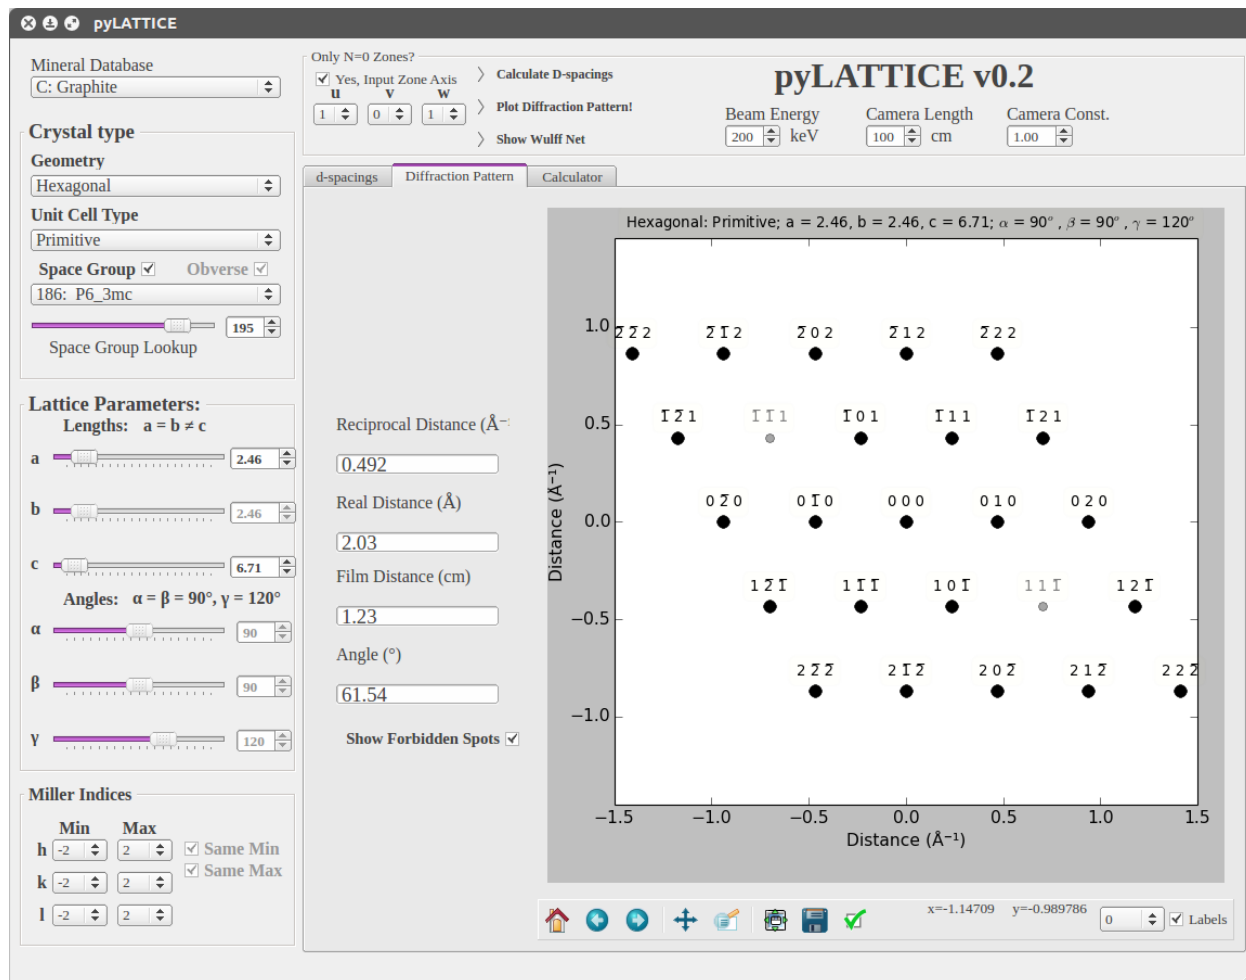 pyLATTICE
Mineral Database
C: Graphite
Crystal type
Geometry
Hexagonal
Unit Cell Type
Primitive
Space Group Obverse
186: P6_3mc
195
Space Group Lookup
Lattice Parameters:
Lengths: a = b ≠ c
a 2.46
b 2.46
c 6.71
Angles: α = β = 90°, γ = 120°
α 90
β 90
γ 120
Miller Indices
Min Max
h -2 2 Same Min
Same Max
k -2 2
l -2 2
Only N=0 Zones?
Yes, Input Zone Axis
u v w
1 0 1
Calculate D-spacings
Plot Diffraction Pattern!
Show Wulff Net
pyLATTICE v0.2
Beam Energy Camera Length Camera Const.
200 keV 100 cm 1.00
d-spacings Diffraction Pattern Calculator
Reciprocal Distance (Å⁻
0.492
Real Distance (Å)
2.03
Film Distance (cm)
1.23
Angle (°)
61.54
Show Forbidden Spots
Hexagonal: Primitive; a = 2.46, b = 2.46, c = 6.71; α = 90°, β = 90°, γ = 120°
1.0
2̅ 2̅ 2 2̅ 1̅ 2 2̅ 0 2 2̅ 1 2 2̅ 2 2
0.5
1̅ 2̅ 1 1̅ 1̅ 1 1̅ 0 1 1̅ 1 1 1̅ 2 1
0.0
0 2̅ 0 0 1̅ 0 0 0 0 0 1 0 0 2 0
−0.5
1 2̅ 1̅ 1 1̅ 1̅ 1 0 1̅ 1 1 1̅ 1 2 1̅
−1.0
2 2̅ 2̅ 2 1̅ 2̅ 2 0 2̅ 2 1 2̅ 2 2 2̅
−1.5 −1.0 −0.5 0.0 0.5 1.0 1.5
Distance (Å⁻¹)
Distance (Å⁻¹)
x=-1.14709 y=-0.989786
0 Labels